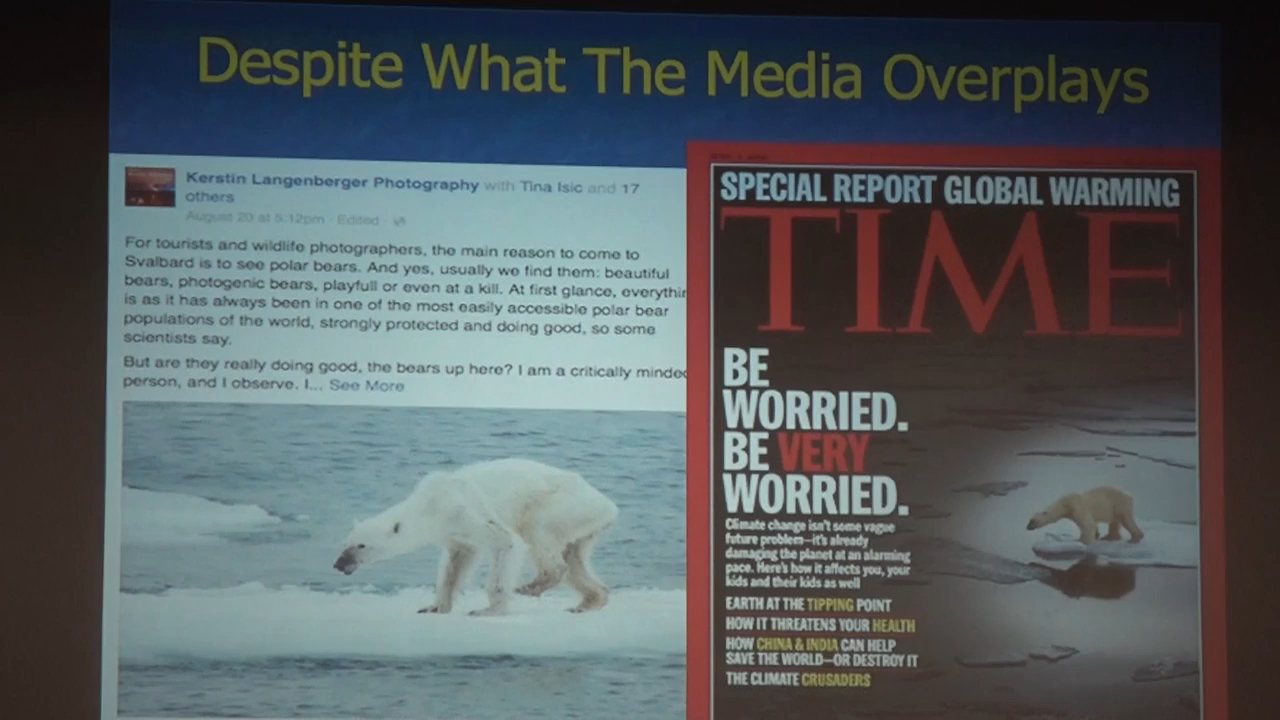 Despite What The Media Overplays
Kerstin Langenberger Photography with Tina Isic and 17
others
August 20 at 5:12pm · Edited ·
For tourists and wildlife photographers, the main reason to come to
Svalbard is to see polar bears. And yes, usually we find them: beautiful
bears, photogenic bears, playfull or even at a kill. At first glance, everythin
is as it has always been in one of the most easily accessible polar bear
populations of the world, strongly protected and doing good, so some
scientists say.
But are they really doing good, the bears up here? I am a critically minded
person, and I observe. I... See More
SPECIAL REPORT GLOBAL WARMING
TIME
BE
WORRIED.
BE VERY
WORRIED.
Climate change isn't some vague
future problem—it's already
damaging the planet at an alarming
pace. Here's how it affects you, your
kids and their kids as well
EARTH AT THE TIPPING POINT
HOW IT THREATENS YOUR HEALTH
HOW CHINA & INDIA CAN HELP
SAVE THE WORLD—OR DESTROY IT
THE CLIMATE CRUSADERS